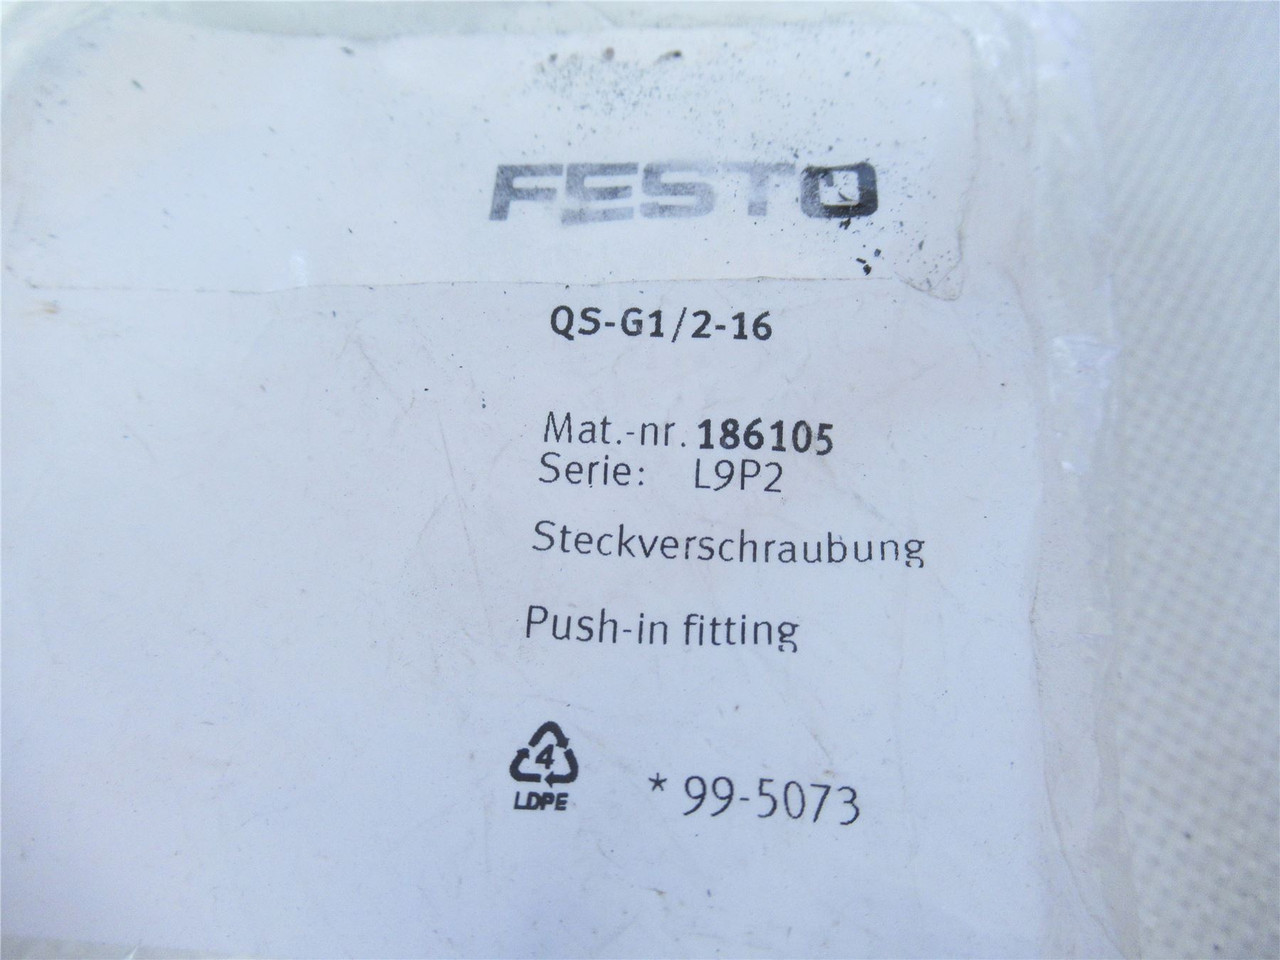 FESTO
QS-G1/2-16
Mat.-nr. 186105
Serie: L9P2
Steckverschraubung
Push-in fitting
4
LDPE
* 99-5073